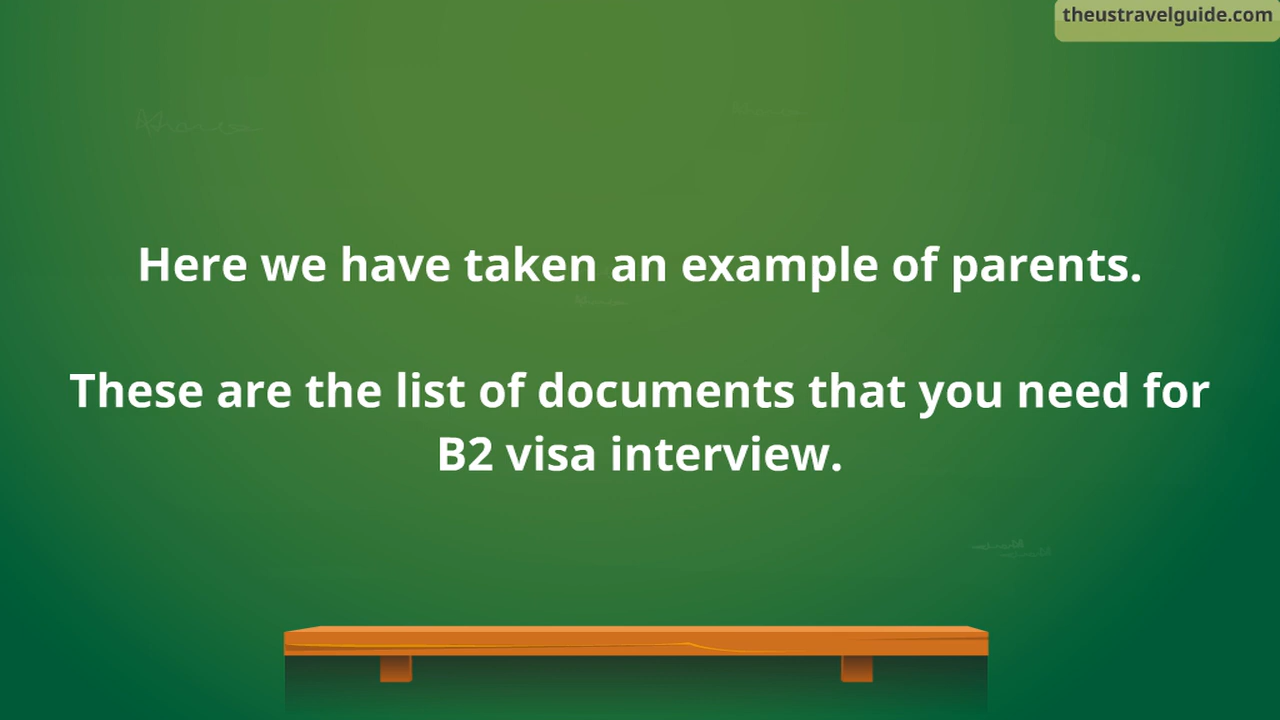 theustravelguide.com
Here we have taken an example of parents.
These are the list of documents that you need for
B2 visa interview.